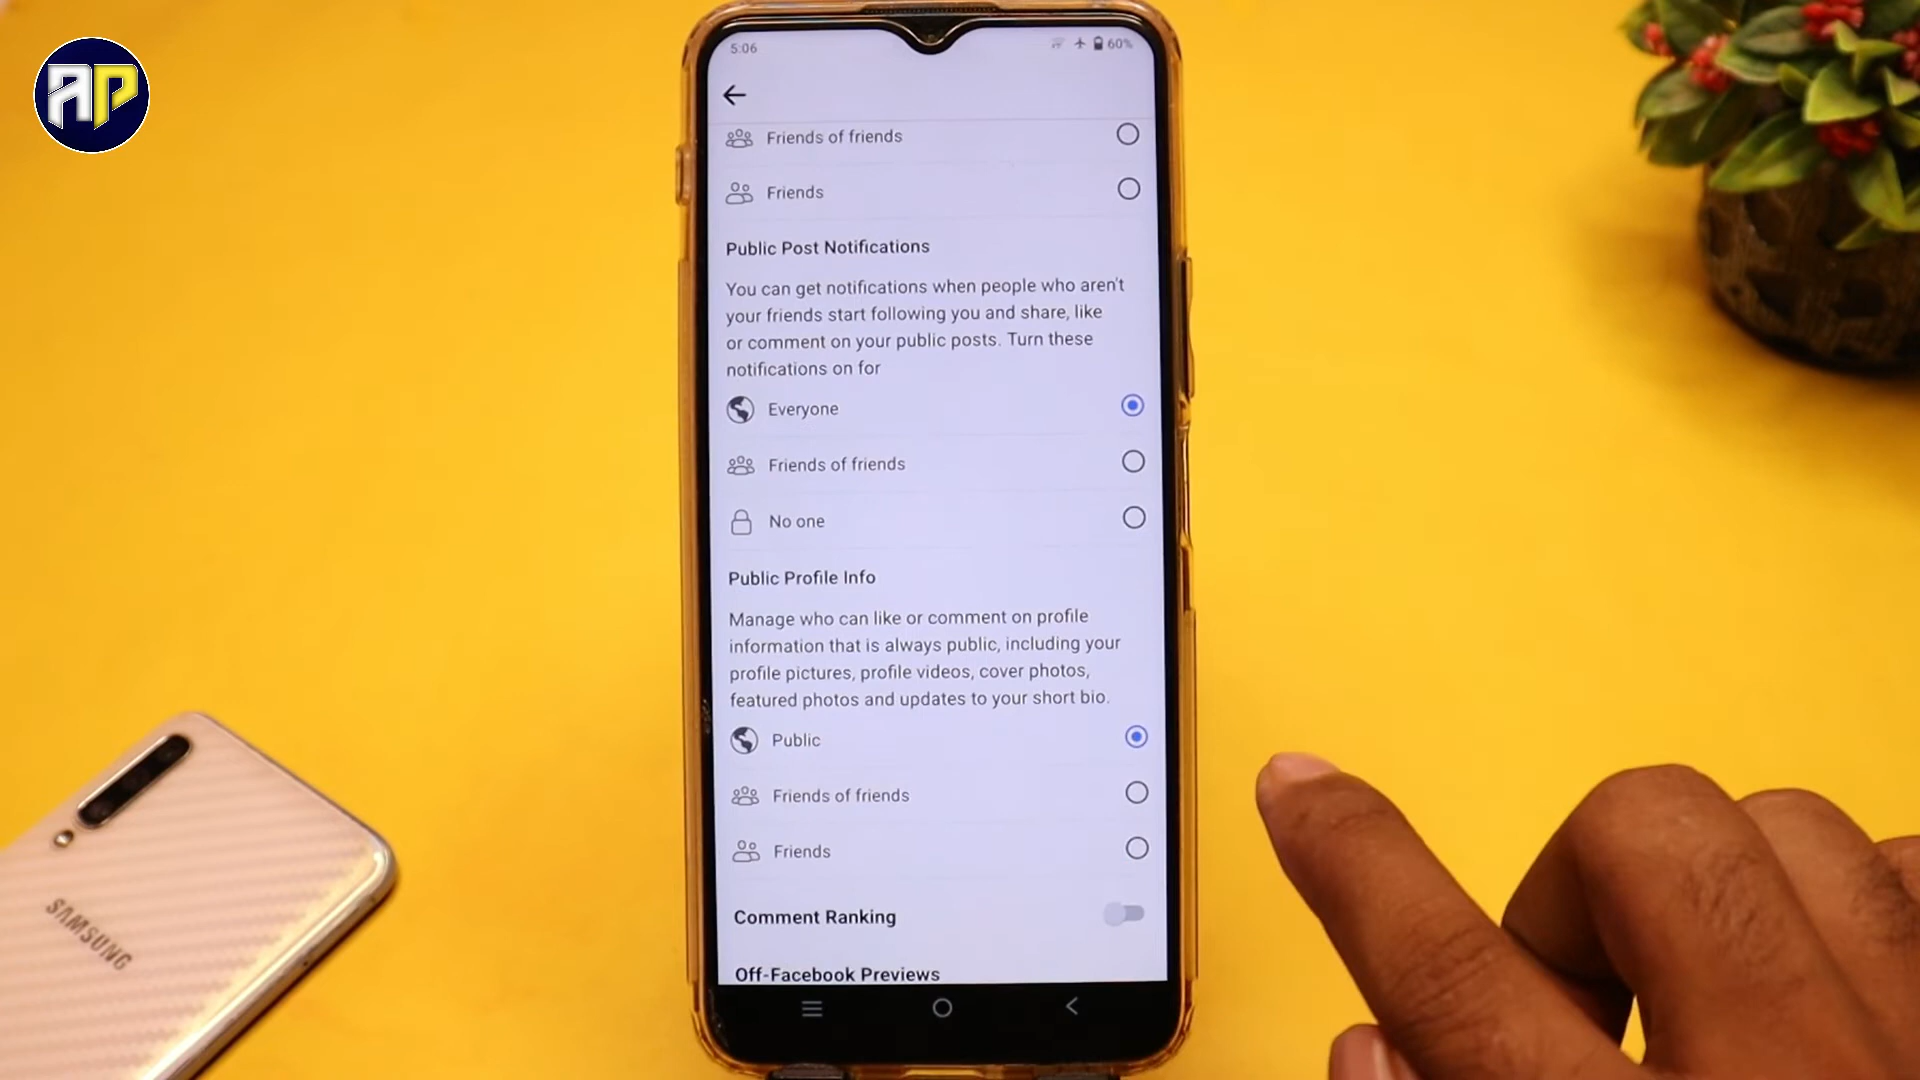 AP
5:06
60%
Friends of friends
Friends
Public Post Notifications
You can get notifications when people who aren't
your friends start following you and share, like
or comment on your public posts. Turn these
notifications on for
Everyone
Friends of friends
No one
Public Profile Info
Manage who can like or comment on profile
information that is always public, including your
profile pictures, profile videos, cover photos,
featured photos and updates to your short bio.
Public
Friends of friends
Friends
Comment Ranking
Off-Facebook Previews
SAMSUNG